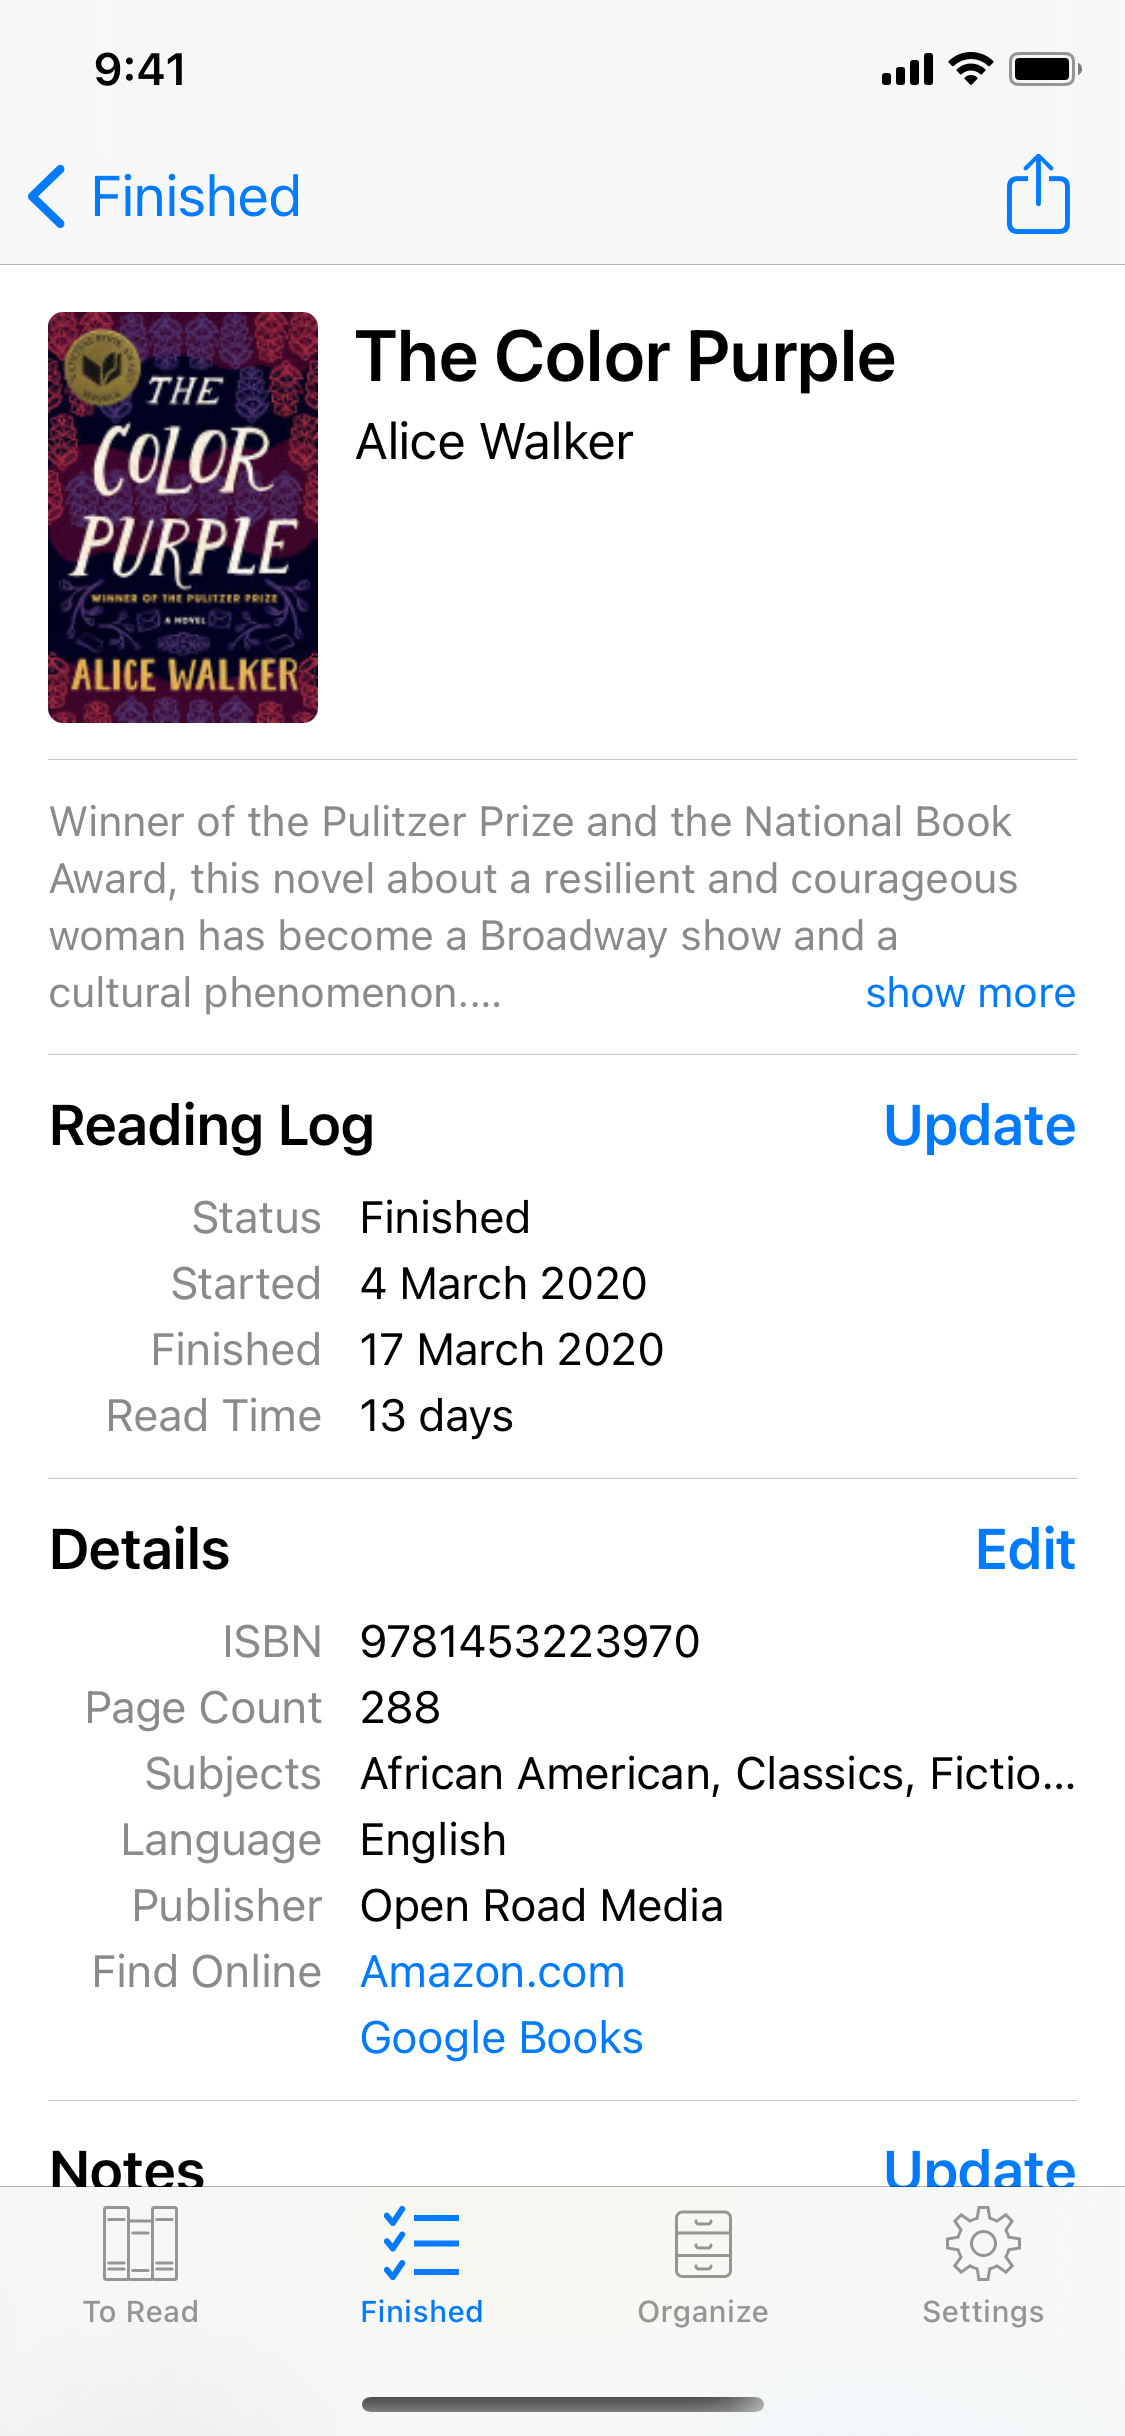 9:41
Finished
THE
COLOR
PURPLE
WINNER OF THE PULITZER PRIZE
A NOVEL
ALICE WALKER
The Color Purple
Alice Walker
Winner of the Pulitzer Prize and the National Book
Award, this novel about a resilient and courageous
woman has become a Broadway show and a
cultural phenomenon.... show more
Reading Log Update
Status Finished
Started 4 March 2020
Finished 17 March 2020
Read Time 13 days
Details Edit
ISBN 9781453223970
Page Count 288
Subjects African American, Classics, Fictio...
Language English
Publisher Open Road Media
Find Online Amazon.com
Google Books
Notes Update
To Read Finished Organize Settings